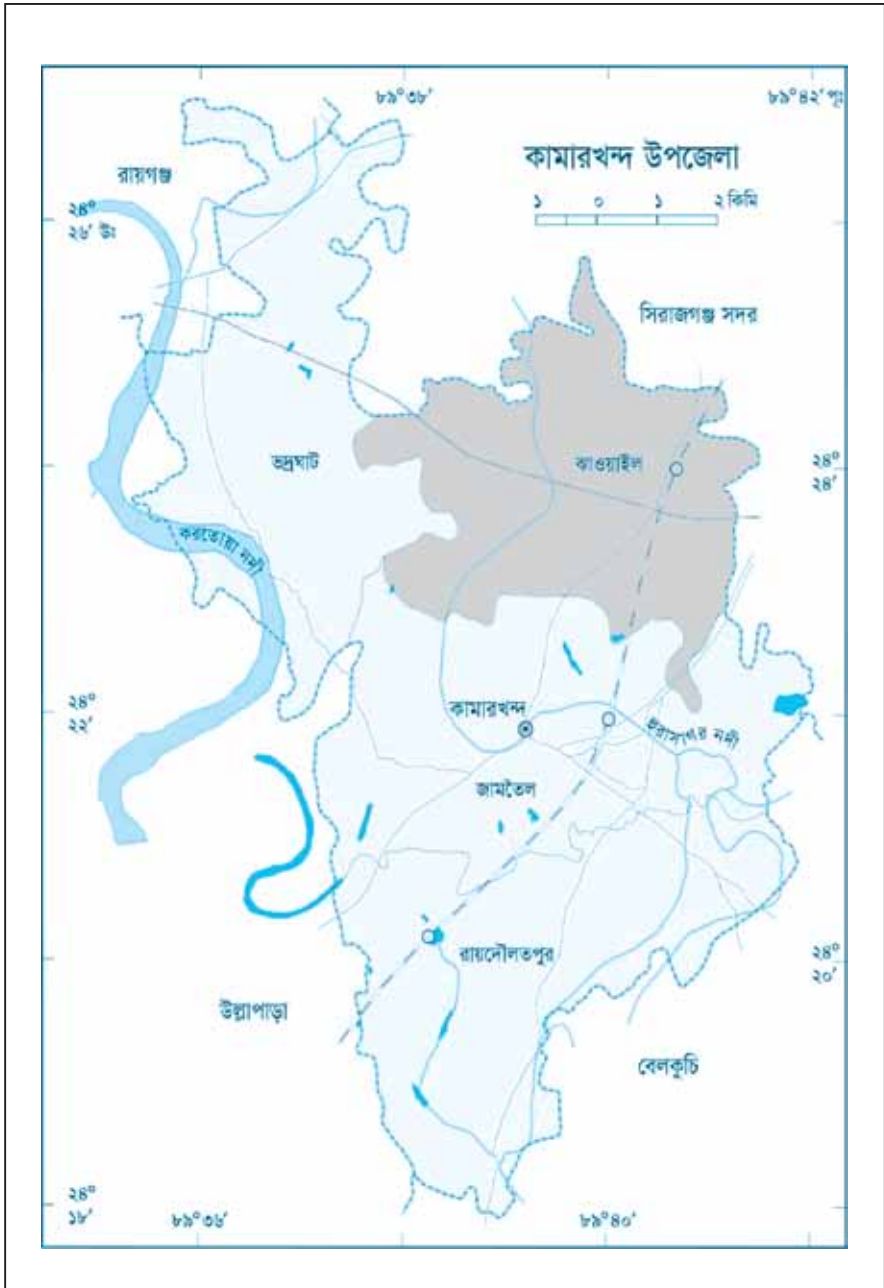 ৮৯°৩৮′
৮৯°৪২′ পূঃ
কামারখন্দ উপজেলা
রায়গঞ্জ
১ ০ ১ ২ কিমি
২৪°
২৬′ উঃ
সিরাজগঞ্জ সদর
ভদ্রঘাট
ঝাওয়াইল
২৪°
২৪′
করতোয়া নদী
২৪°
২২′
কামারখন্দ
হুরাসাগর নদী
জামতৈল
রায়দৌলতপুর
২৪°
২০′
উল্লাপাড়া
বেলকুচি
২৪°
১৮′
৮৯°৩৬′
৮৯°৪০′